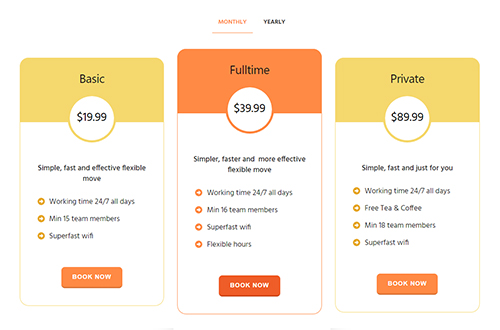 MONTHLY YEARLY
Basic
$19.99
Simple, fast and effective flexible
move
Working time 24/7 all days
Min 15 team members
Superfast wifi
BOOK NOW
Fulltime
$39.99
Simpler, faster and more effective
flexible move
Working time 24/7 all days
Min 16 team members
Superfast wifi
Flexible hours
BOOK NOW
Private
$89.99
Simple, fast and just for you
Working time 24/7 all days
Free Tea & Coffee
Min 18 team members
Superfast wifi
BOOK NOW